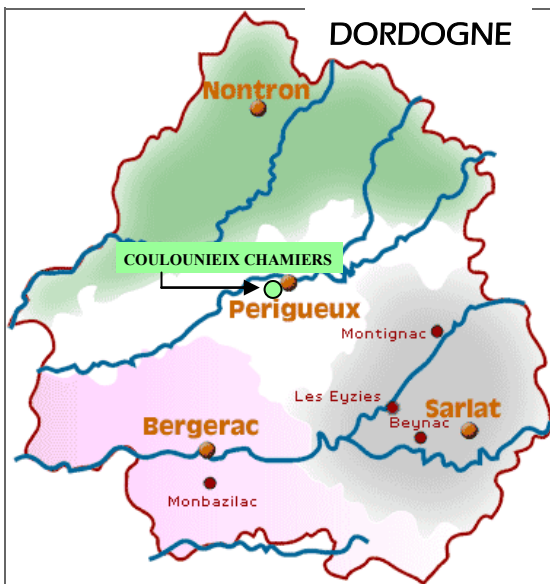 DORDOGNE
Nontron
COULOUNIEIX CHAMIERS
Perigueux
Montignac
Les Eyzies
Sarlat
Beynac
Bergerac
Monbazilac